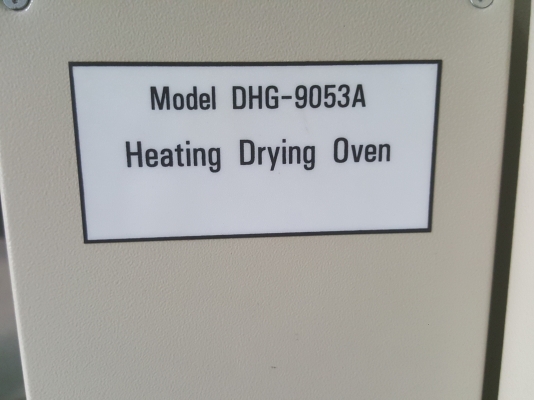 Model DHG-9053A
Heating Drying Oven